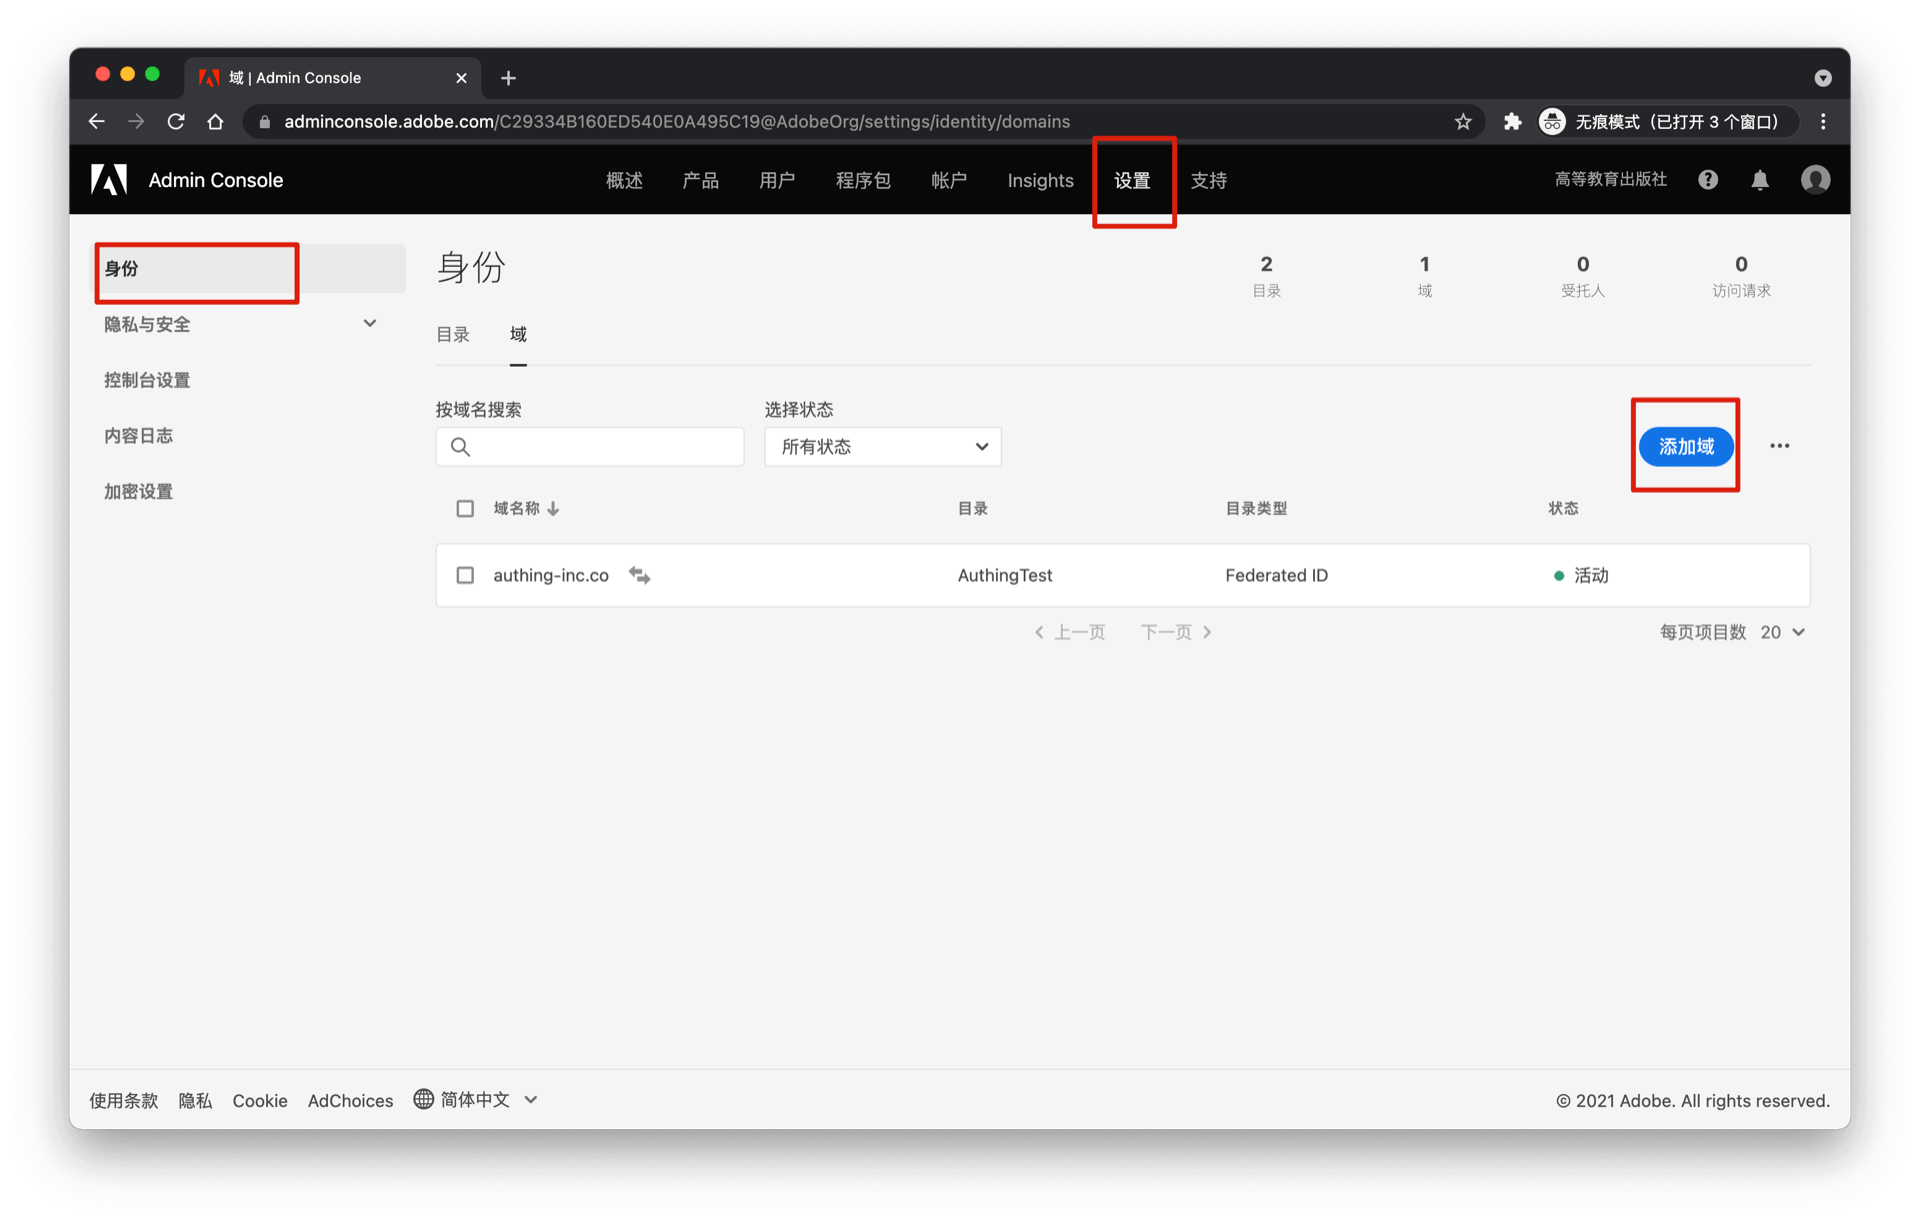 域 | Admin Console
adminconsole.adobe.com/C29334B160ED540E0A495C19@AdobeOrg/settings/identity/domains
无痕模式（已打开 3 个窗口）
Admin Console
概述 产品 用户 程序包 帐户 Insights 设置 支持
高等教育出版社
身份
隐私与安全
控制台设置
内容日志
加密设置
身份
2 1 0 0
目录 域 受托人 访问请求
目录 域
按域名搜索 选择状态
所有状态
添加域
域名称 目录 目录类型 状态
authing-inc.co AuthingTest Federated ID 活动
上一页 下一页 每页项目数 20
使用条款 隐私 Cookie AdChoices 简体中文
© 2021 Adobe. All rights reserved.